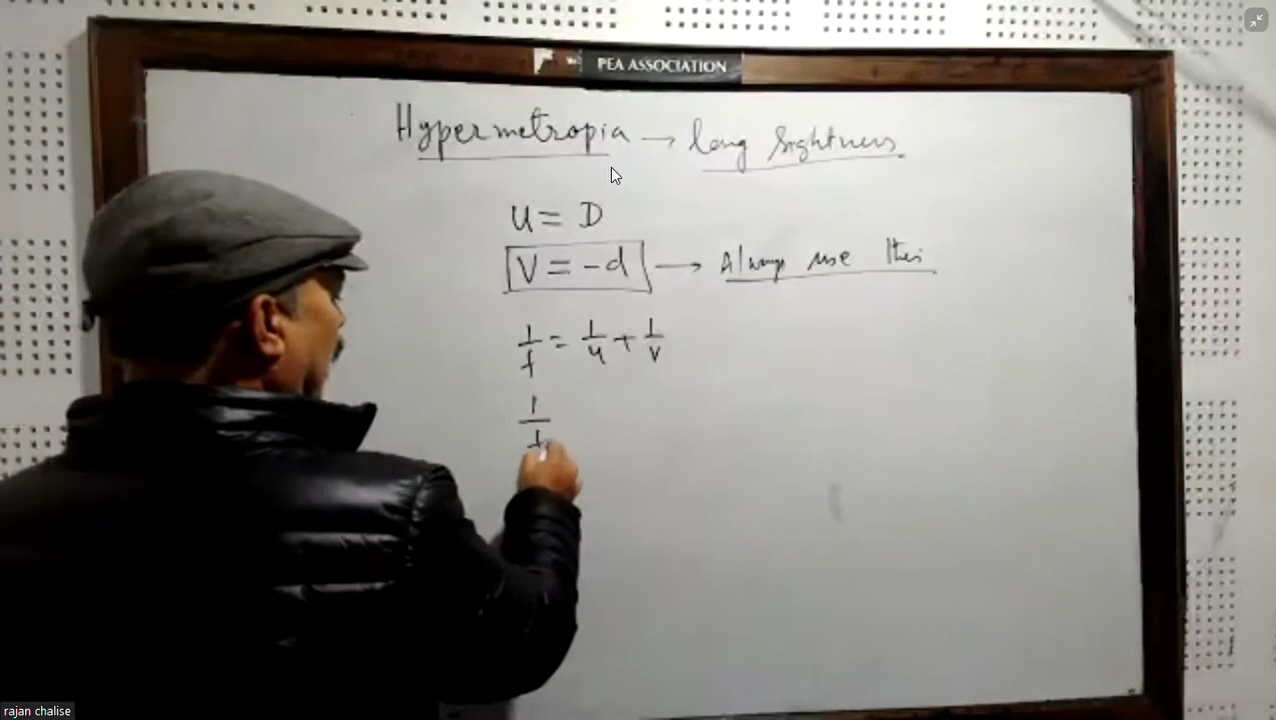 PEA ASSOCIATION
Hypermetropia → long Sightness
u = D
V = -d → Always use this
1/f = 1/u + 1/v
1/f
rajan chalise